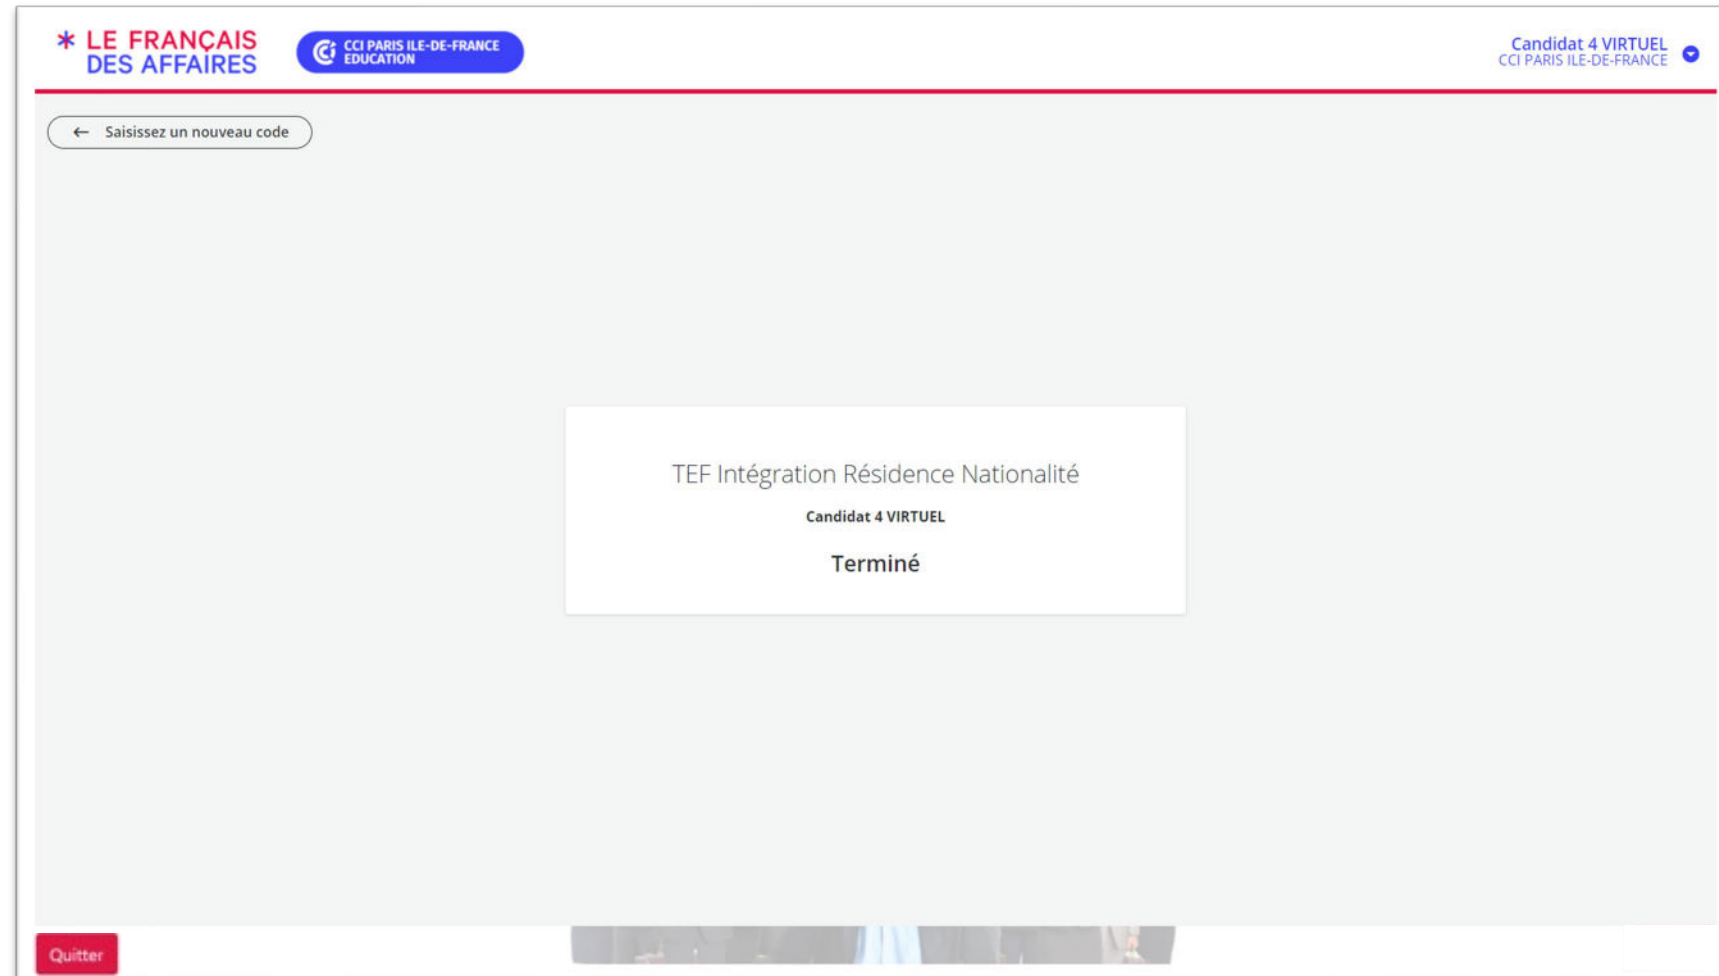 LE FRANÇAIS
DES AFFAIRES
CCI PARIS ILE-DE-FRANCE
EDUCATION
Candidat 4 VIRTUEL
CCI PARIS ILE-DE-FRANCE
Saisissez un nouveau code
TEF Intégration Résidence Nationalité
Candidat 4 VIRTUEL
Terminé
Quitter